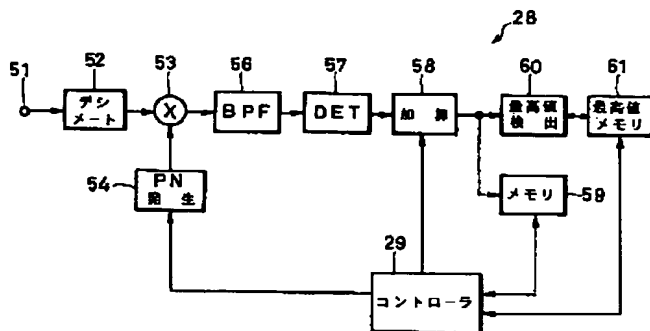 28
51
52
53
56
57
58
60
61
デシ
メート
X
BPF
DET
加算
最高値
検出
最高値
メモリ
54
PN
発生
メモリ
59
29
コントローラ